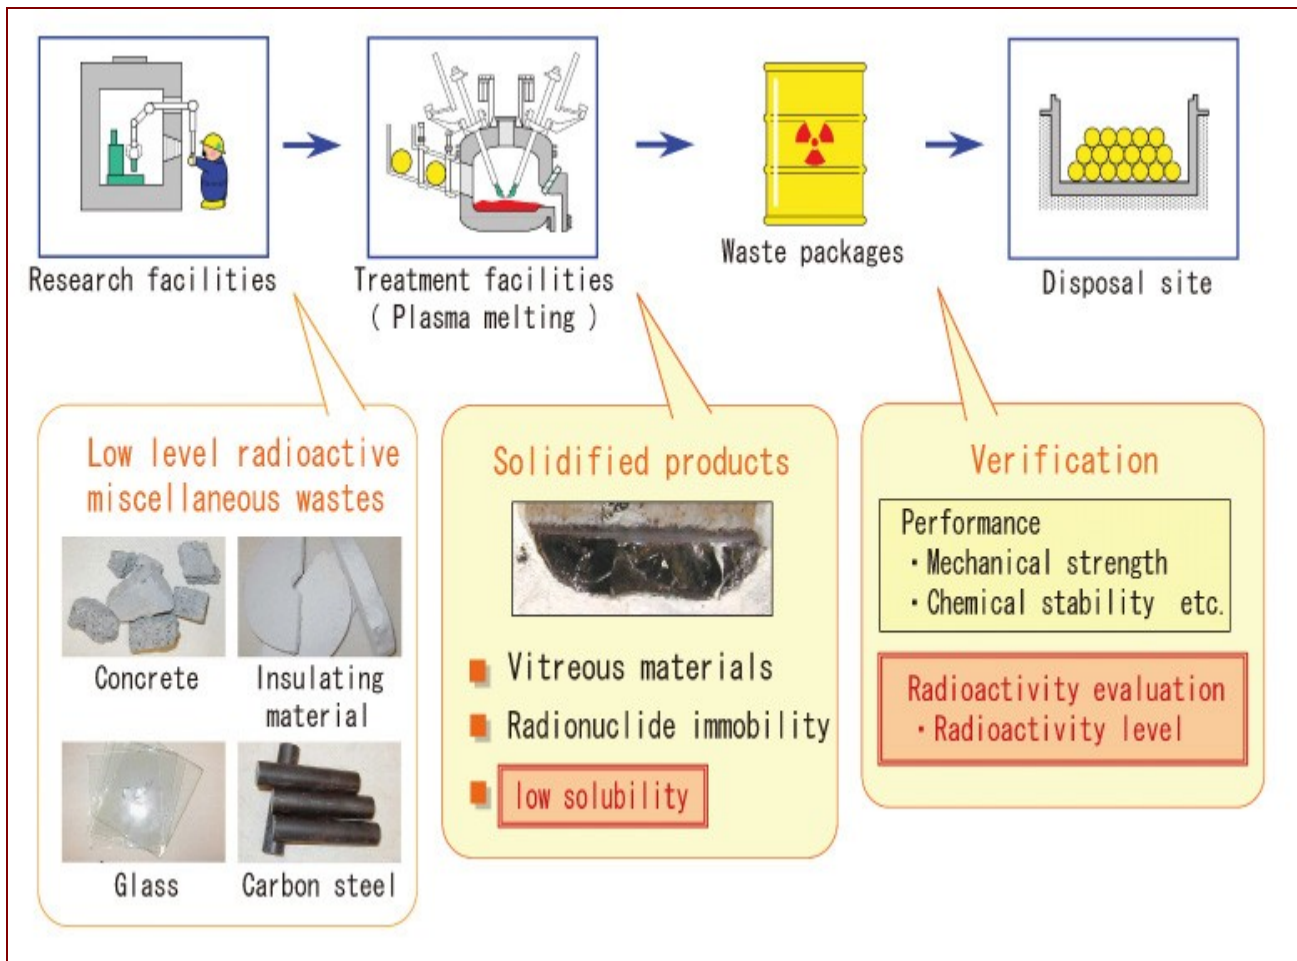 Research facilities
Treatment facilities
( Plasma melting )
Waste packages
Disposal site
Low level radioactive
miscellaneous wastes
Concrete
Insulating
material
Glass
Carbon steel
Solidified products
Vitreous materials
Radionuclide immobility
low solubility
Verification
Performance
・Mechanical strength
・Chemical stability etc.
Radioactivity evaluation
・Radioactivity level